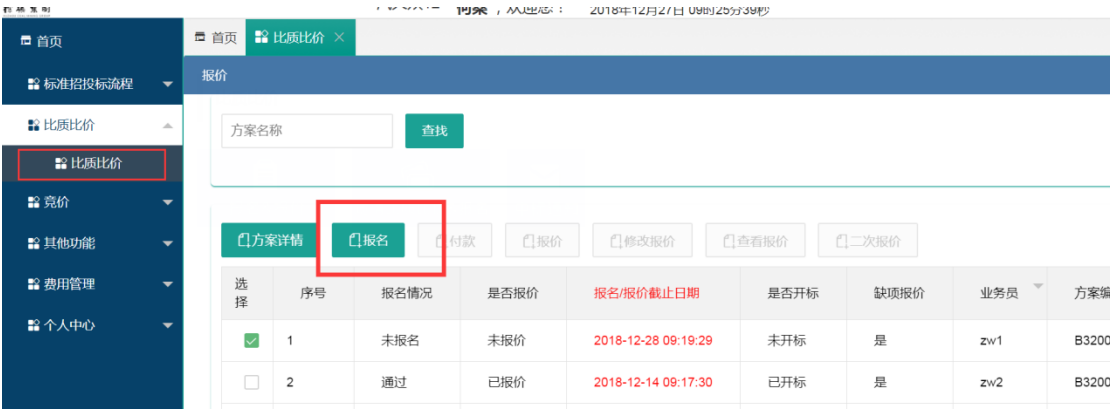 2018年12月27日 09时25分39秒
首页
标准招投标流程
比质比价
比质比价
竞价
其他功能
费用管理
个人中心
首页 比质比价
报价
方案名称 查找
方案详情 报名 付款 报价 修改报价 查看报价 二次报价
选择 序号 报名情况 是否报价 报名/报价截止日期 是否开标 缺项报价 业务员 方案编
1 未报名 未报价 2018-12-28 09:19:29 未开标 是 zw1 B3200
2 通过 已报价 2018-12-14 09:17:30 已开标 是 zw2 B3200